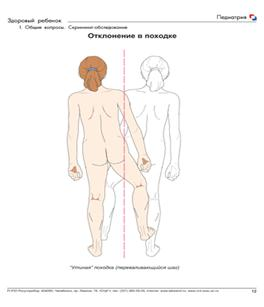 Педиатрия
Здоровый ребенок
1. Общие вопросы. Скрининг-обследование
Отклонение в походке
"Утиная" походка (переваливающийся шаг)
12